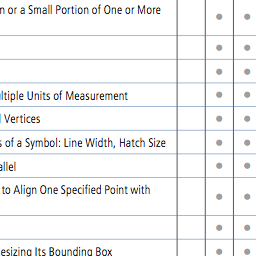 n or a Small Portion of One or More
ltiple Units of Measurement
Vertices
of a Symbol: Line Width, Hatch Size
allel
to Align One Specified Point with
esizing Its Bounding Box